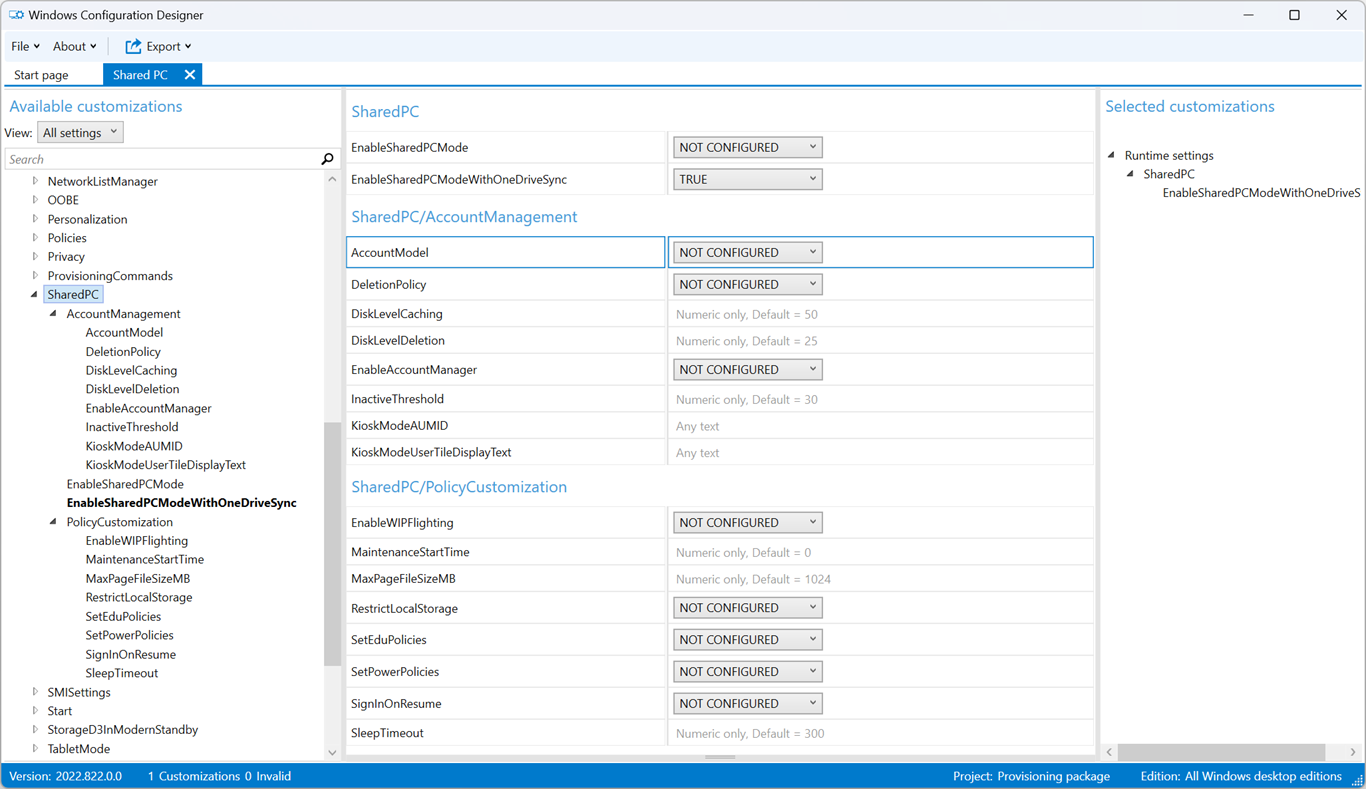 Windows Configuration Designer
File About Export
Start page Shared PC
Available customizations
View: All settings
Search
NetworkListManager
OOBE
Personalization
Policies
Privacy
ProvisioningCommands
SharedPC
AccountManagement
AccountModel
DeletionPolicy
DiskLevelCaching
DiskLevelDeletion
EnableAccountManager
InactiveThreshold
KioskModeAUMID
KioskModeUserTileDisplayText
EnableSharedPCMode
EnableSharedPCModeWithOneDriveSync
PolicyCustomization
EnableWIPFlighting
MaintenanceStartTime
MaxPageFileSizeMB
RestrictLocalStorage
SetEduPolicies
SetPowerPolicies
SignInOnResume
SleepTimeout
SMISettings
Start
StorageD3InModernStandby
TabletMode
SharedPC
EnableSharedPCMode NOT CONFIGURED
EnableSharedPCModeWithOneDriveSync TRUE
SharedPC/AccountManagement
AccountModel NOT CONFIGURED
DeletionPolicy NOT CONFIGURED
DiskLevelCaching Numeric only, Default = 50
DiskLevelDeletion Numeric only, Default = 25
EnableAccountManager NOT CONFIGURED
InactiveThreshold Numeric only, Default = 30
KioskModeAUMID Any text
KioskModeUserTileDisplayText Any text
SharedPC/PolicyCustomization
EnableWIPFlighting NOT CONFIGURED
MaintenanceStartTime Numeric only, Default = 0
MaxPageFileSizeMB Numeric only, Default = 1024
RestrictLocalStorage NOT CONFIGURED
SetEduPolicies NOT CONFIGURED
SetPowerPolicies NOT CONFIGURED
SignInOnResume NOT CONFIGURED
SleepTimeout Numeric only, Default = 300
Selected customizations
Runtime settings
SharedPC
EnableSharedPCModeWithOneDriveS
Version: 2022.822.0.0 1 Customizations 0 Invalid Project: Provisioning package Edition: All Windows desktop editions